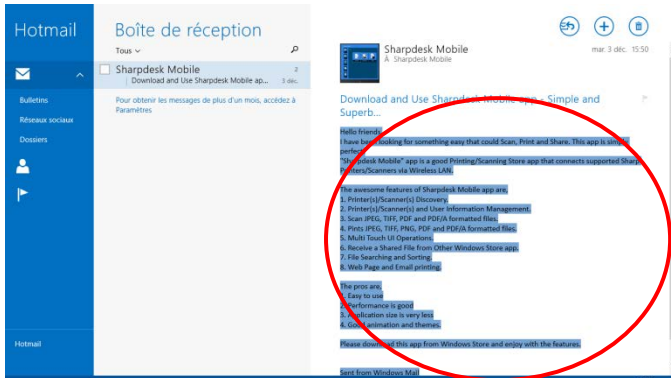 Hotmail
Bulletins
Réseaux sociaux
Dossiers
Hotmail
Boîte de réception
Tous
Sharpdesk Mobile 2
Download and Use Sharpdesk Mobile ap... 3 déc.
Pour obtenir les messages de plus d'un mois, accédez à
Paramètres
Sharpdesk Mobile mar. 3 déc. 15:50
À Sharpdesk Mobile
Download and Use Sharpdesk Mobile app - Simple and
Superb...
Hello friends,
I have been looking for something easy that could Scan, Print and Share. This app is simple
perfect.
"Sharpdesk Mobile" app is a good Printing/Scanning Store app that connects supported Sharp
Printers/Scanners via Wireless LAN.
The awesome features of Sharpdesk Mobile app are,
1. Printer(s)/Scanner(s) Discovery.
2. Printer(s)/Scanner(s) and User Information Management.
3. Scan JPEG, TIFF, PDF and PDF/A formatted files.
4. Pints JPEG, TIFF, PNG, PDF and PDF/A formatted files.
5. Multi Touch UI Operations.
6. Receive a Shared File from Other Windows Store app.
7. File Searching and Sorting.
8. Web Page and Email printing.
The pros are,
1. Easy to use
2. Performance is good
3. Application size is very less
4. Good animation and themes.
Please download this app from Windows Store and enjoy with the features.
Sent from Windows Mail